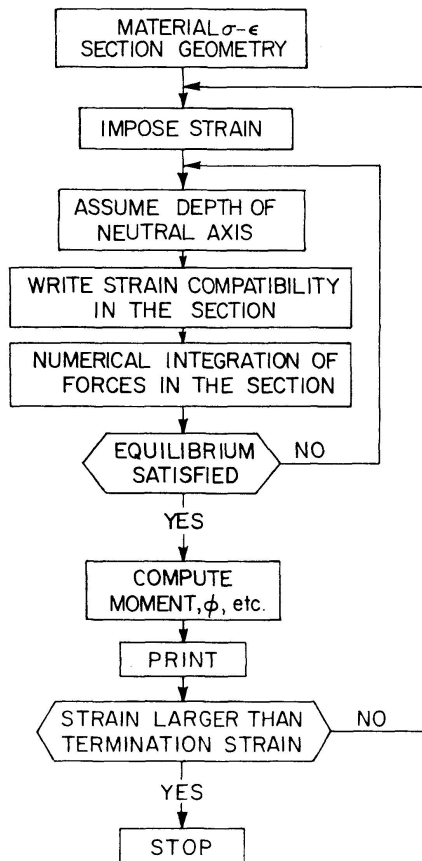 MATERIAL σ-ϵ
SECTION GEOMETRY
IMPOSE STRAIN
ASSUME DEPTH OF
NEUTRAL AXIS
WRITE STRAIN COMPATIBILITY
IN THE SECTION
NUMERICAL INTEGRATION OF
FORCES IN THE SECTION
EQUILIBRIUM
SATISFIED
NO
YES
COMPUTE
MOMENT,ϕ, etc.
PRINT
STRAIN LARGER THAN
TERMINATION STRAIN
NO
YES
STOP